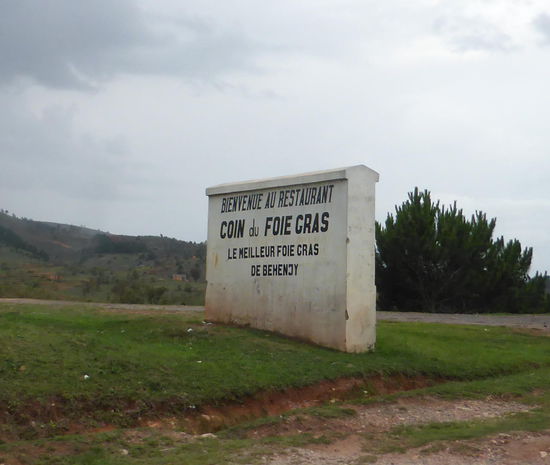 BIENVENUE AU RESTAURANT
COIN du FOIE GRAS
LE MEILLEUR FOIE GRAS
DE BEHENJY